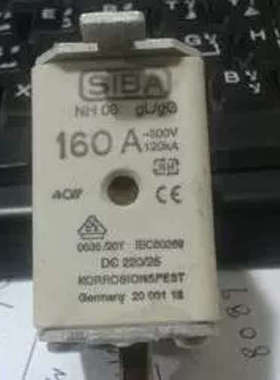 SIBA
NH 00 gL/gG
160 A ~500V
120kA
CE
0636/207 IEC60269
DC 220/25
KORROSIONSFEST
Germany 20 001 18